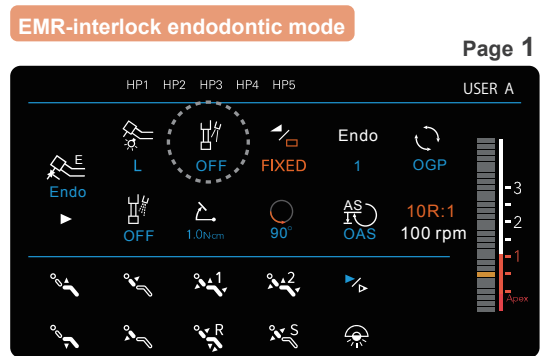 EMR-interlock endodontic mode
Page 1
HP1 HP2 HP3 HP4 HP5 USER A
E
Endo
L
OFF
FIXED
Endo
1
OGP
OFF
1.0Ncm
90°
AS
OAS
10R:1
100 rpm
3
2
1
Apex
1
2
R
S